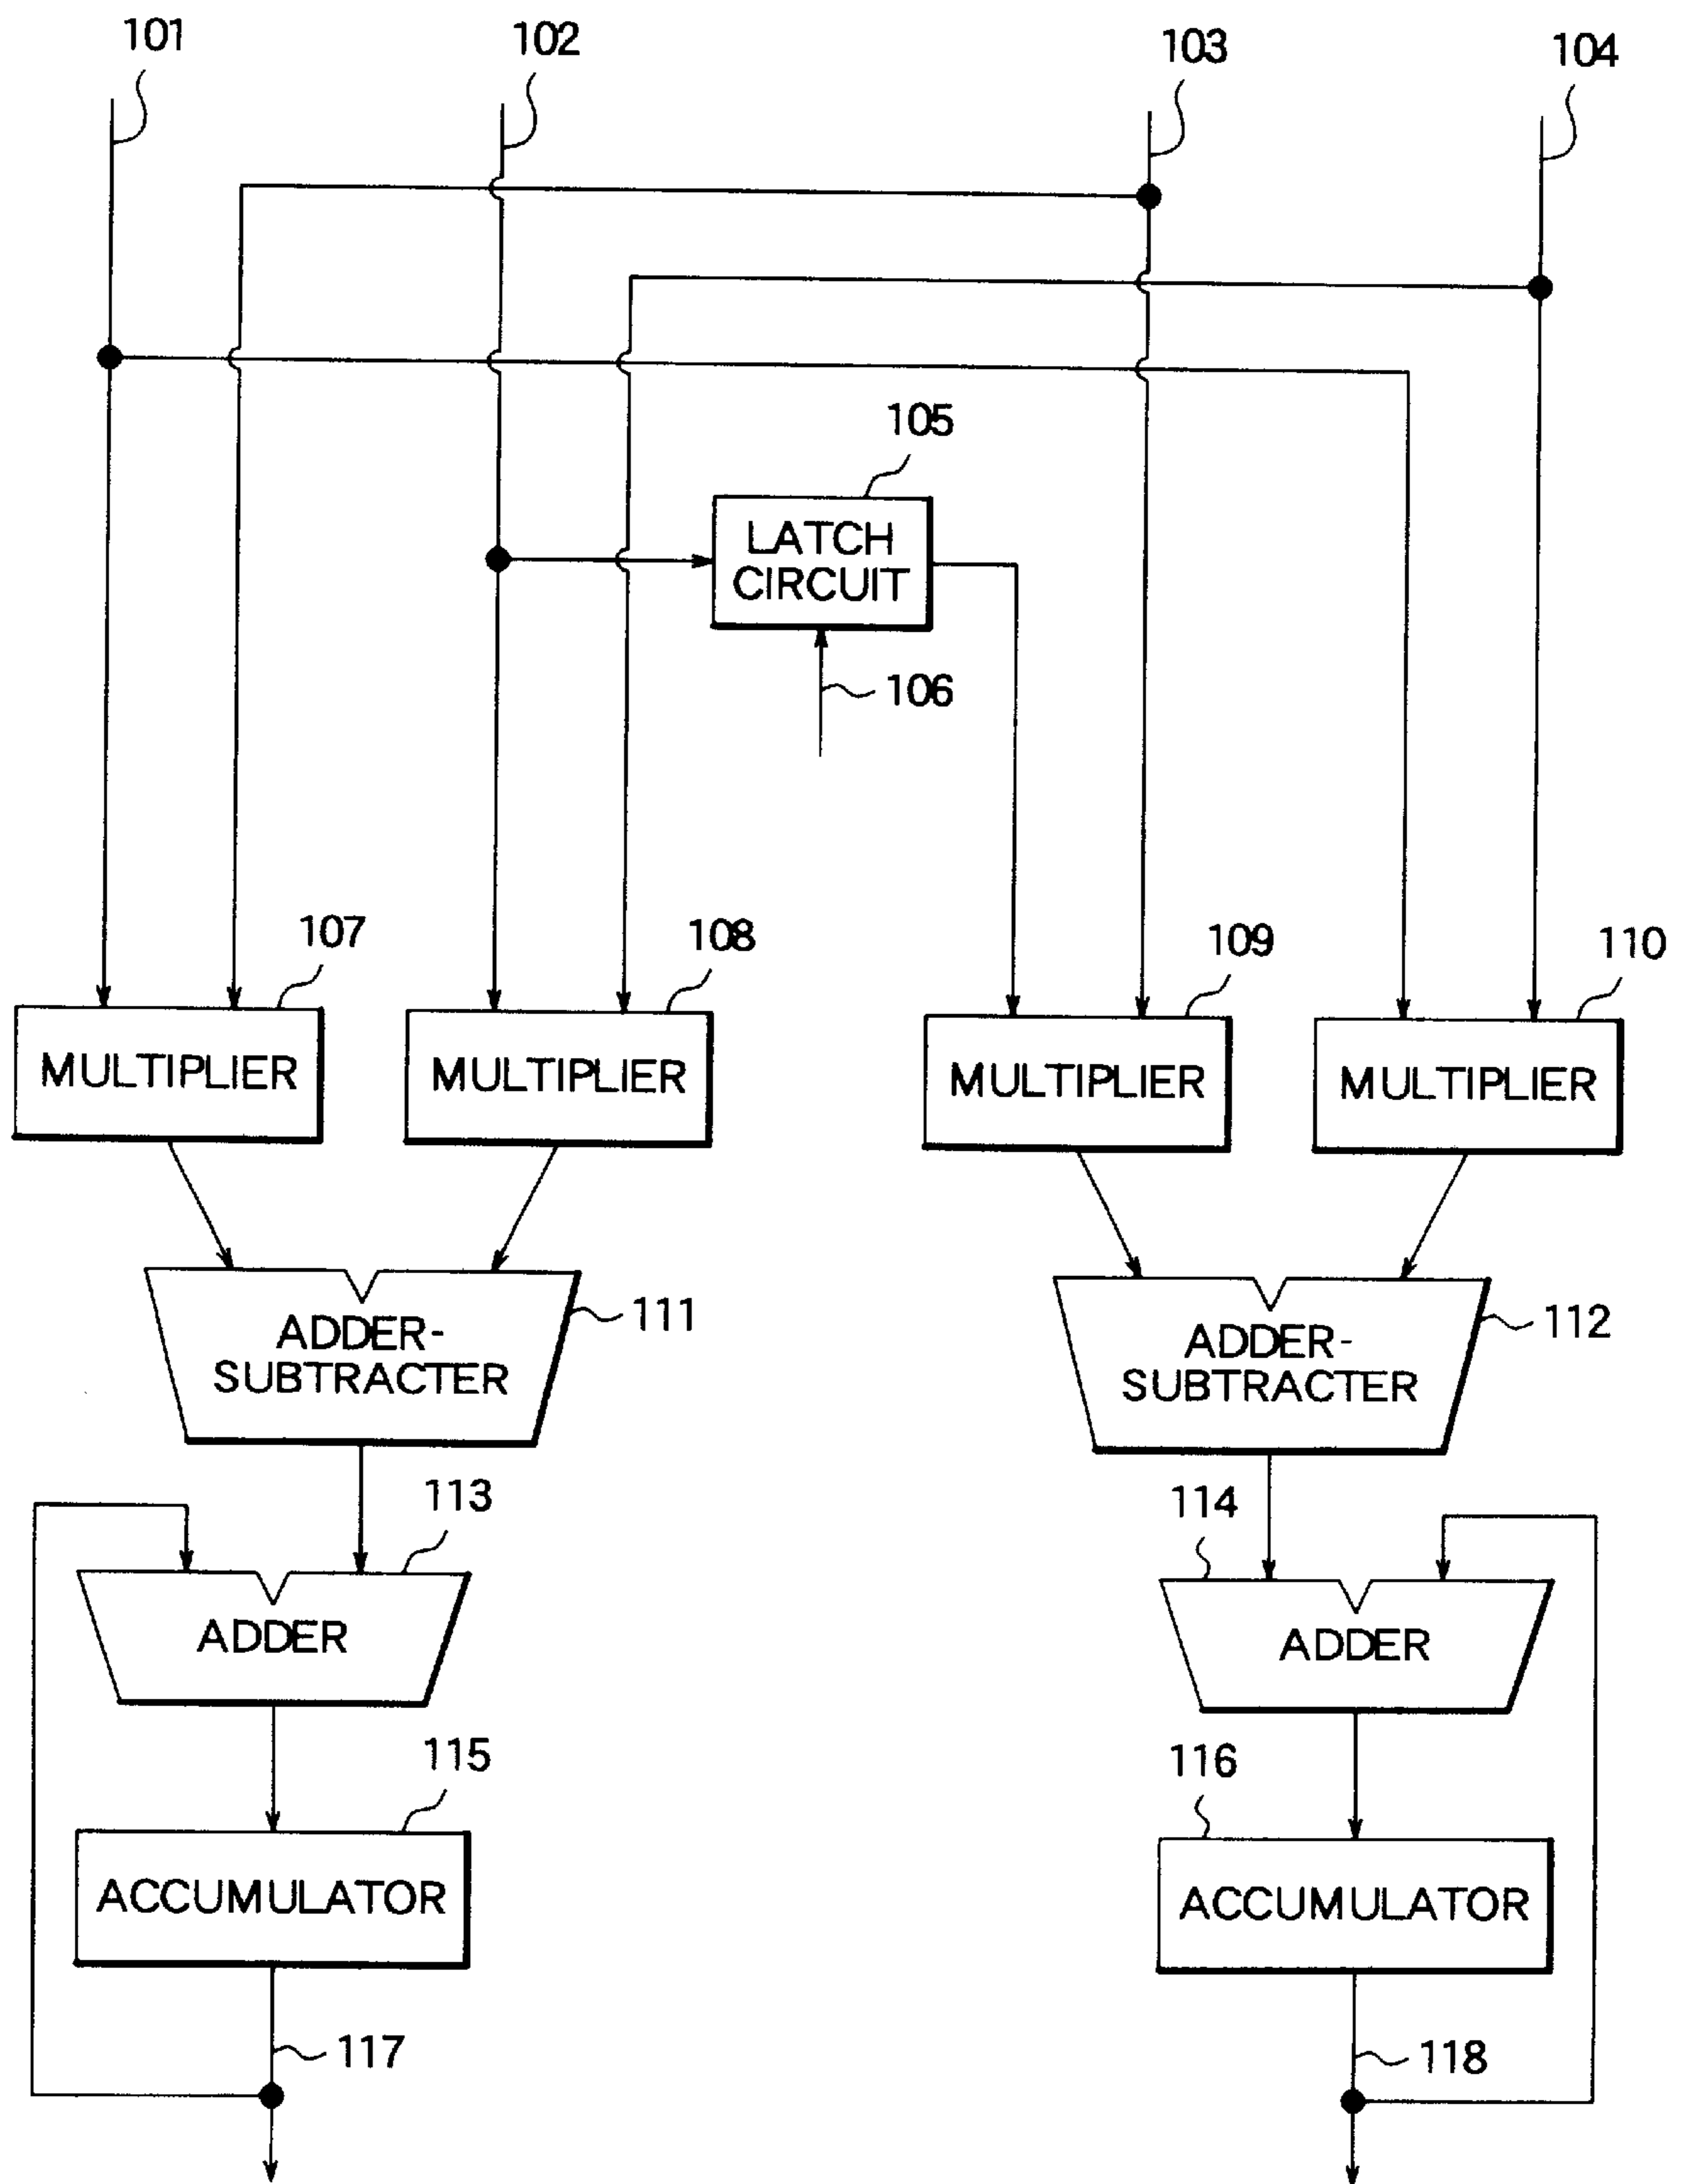 101
102
103
104
105
LATCH
CIRCUIT
106
107
108
109
110
MULTIPLIER
MULTIPLIER
MULTIPLIER
MULTIPLIER
111
112
ADDER-
SUBTRACTER
ADDER-
SUBTRACTER
113
114
ADDER
ADDER
115
116
ACCUMULATOR
ACCUMULATOR
117
118